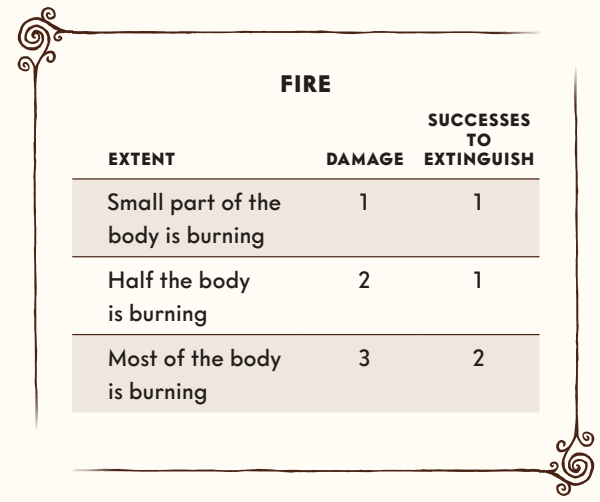 FIRE
SUCCESSES
TO
EXTENT DAMAGE EXTINGUISH
Small part of the 1 1
body is burning
Half the body 2 1
is burning
Most of the body 3 2
is burning